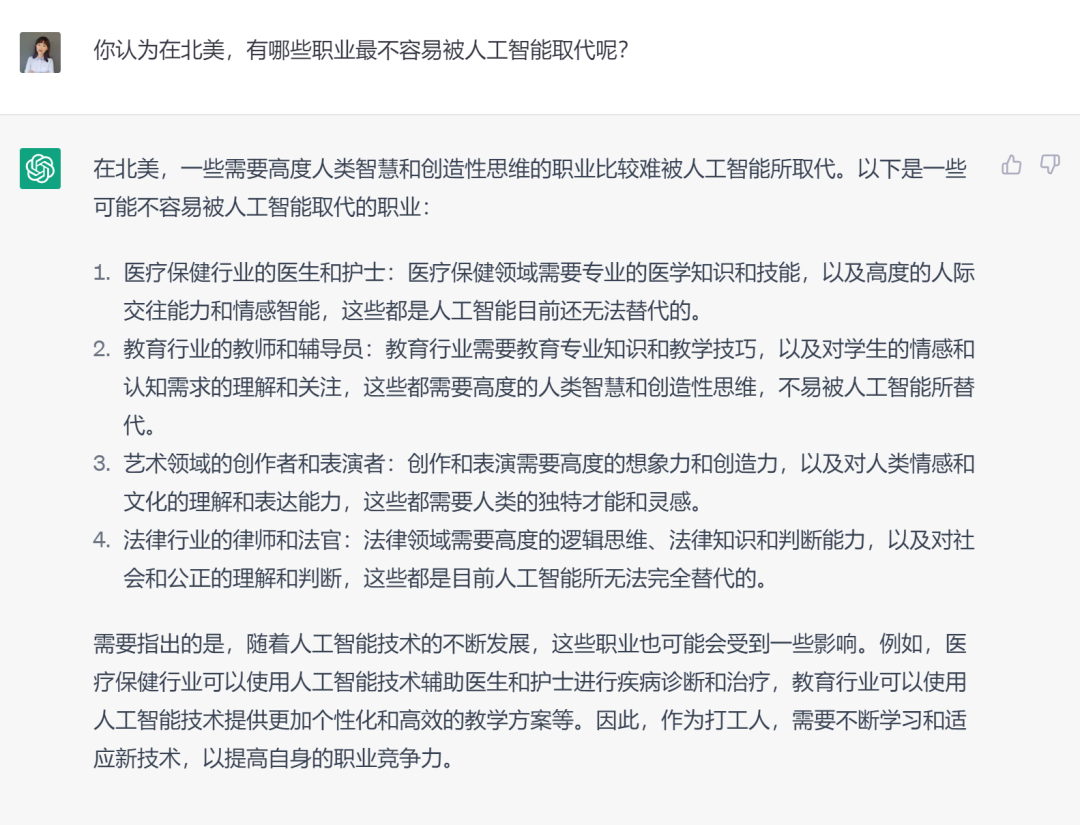 你认为在北美，有哪些职业最不容易被人工智能取代呢？
在北美，一些需要高度人类智慧和创造性思维的职业比较难被人工智能所取代。以下是一些
可能不容易被人工智能取代的职业：
1. 医疗保健行业的医生和护士：医疗保健领域需要专业的医学知识和技能，以及高度的人际
交往能力和情感智能，这些都是人工智能目前还无法替代的。
2. 教育行业的教师和辅导员：教育行业需要教育专业知识和教学技巧，以及对学生的情感和
认知需求的理解和关注，这些都需要高度的人类智慧和创造性思维，不易被人工智能所替
代。
3. 艺术领域的创作者和表演者：创作和表演需要高度的想象力和创造力，以及对人类情感和
文化的理解和表达能力，这些都需要人类的独特才能和灵感。
4. 法律行业的律师和法官：法律领域需要高度的逻辑思维、法律知识和判断能力，以及对社
会和公正的理解和判断，这些都是目前人工智能所无法完全替代的。
需要指出的是，随着人工智能技术的不断发展，这些职业也可能会受到一些影响。例如，医
疗保健行业可以使用人工智能技术辅助医生和护士进行疾病诊断和治疗，教育行业可以使用
人工智能技术提供更加个性化和高效的教学方案等。因此，作为打工人，需要不断学习和适
应新技术，以提高自身的职业竞争力。